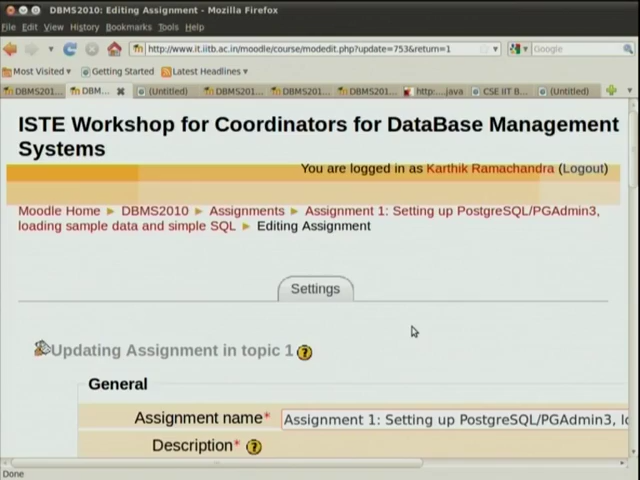 DBMS2010: Editing Assignment - Mozilla Firefox
File Edit View History Bookmarks Tools Help
http://www.it.iitb.ac.in/moodle/course/modedit.php?update=753&return=1
Google
Most Visited Getting Started Latest Headlines
DBMS201... DBM... (Untitled) DBMS201... DBMS201... DBMS201... http:....java CSE IIT B... (Untitled)
ISTE Workshop for Coordinators for DataBase Management
Systems
You are logged in as Karthik Ramachandra (Logout)
Moodle Home ► DBMS2010 ► Assignments ► Assignment 1: Setting up PostgreSQL/PGAdmin3,
loading sample data and simple SQL ► Editing Assignment
Settings
Updating Assignment in topic 1 ?
General
Assignment name* Assignment 1: Setting up PostgreSQL/PGAdmin3, lo
Description* ?
Done